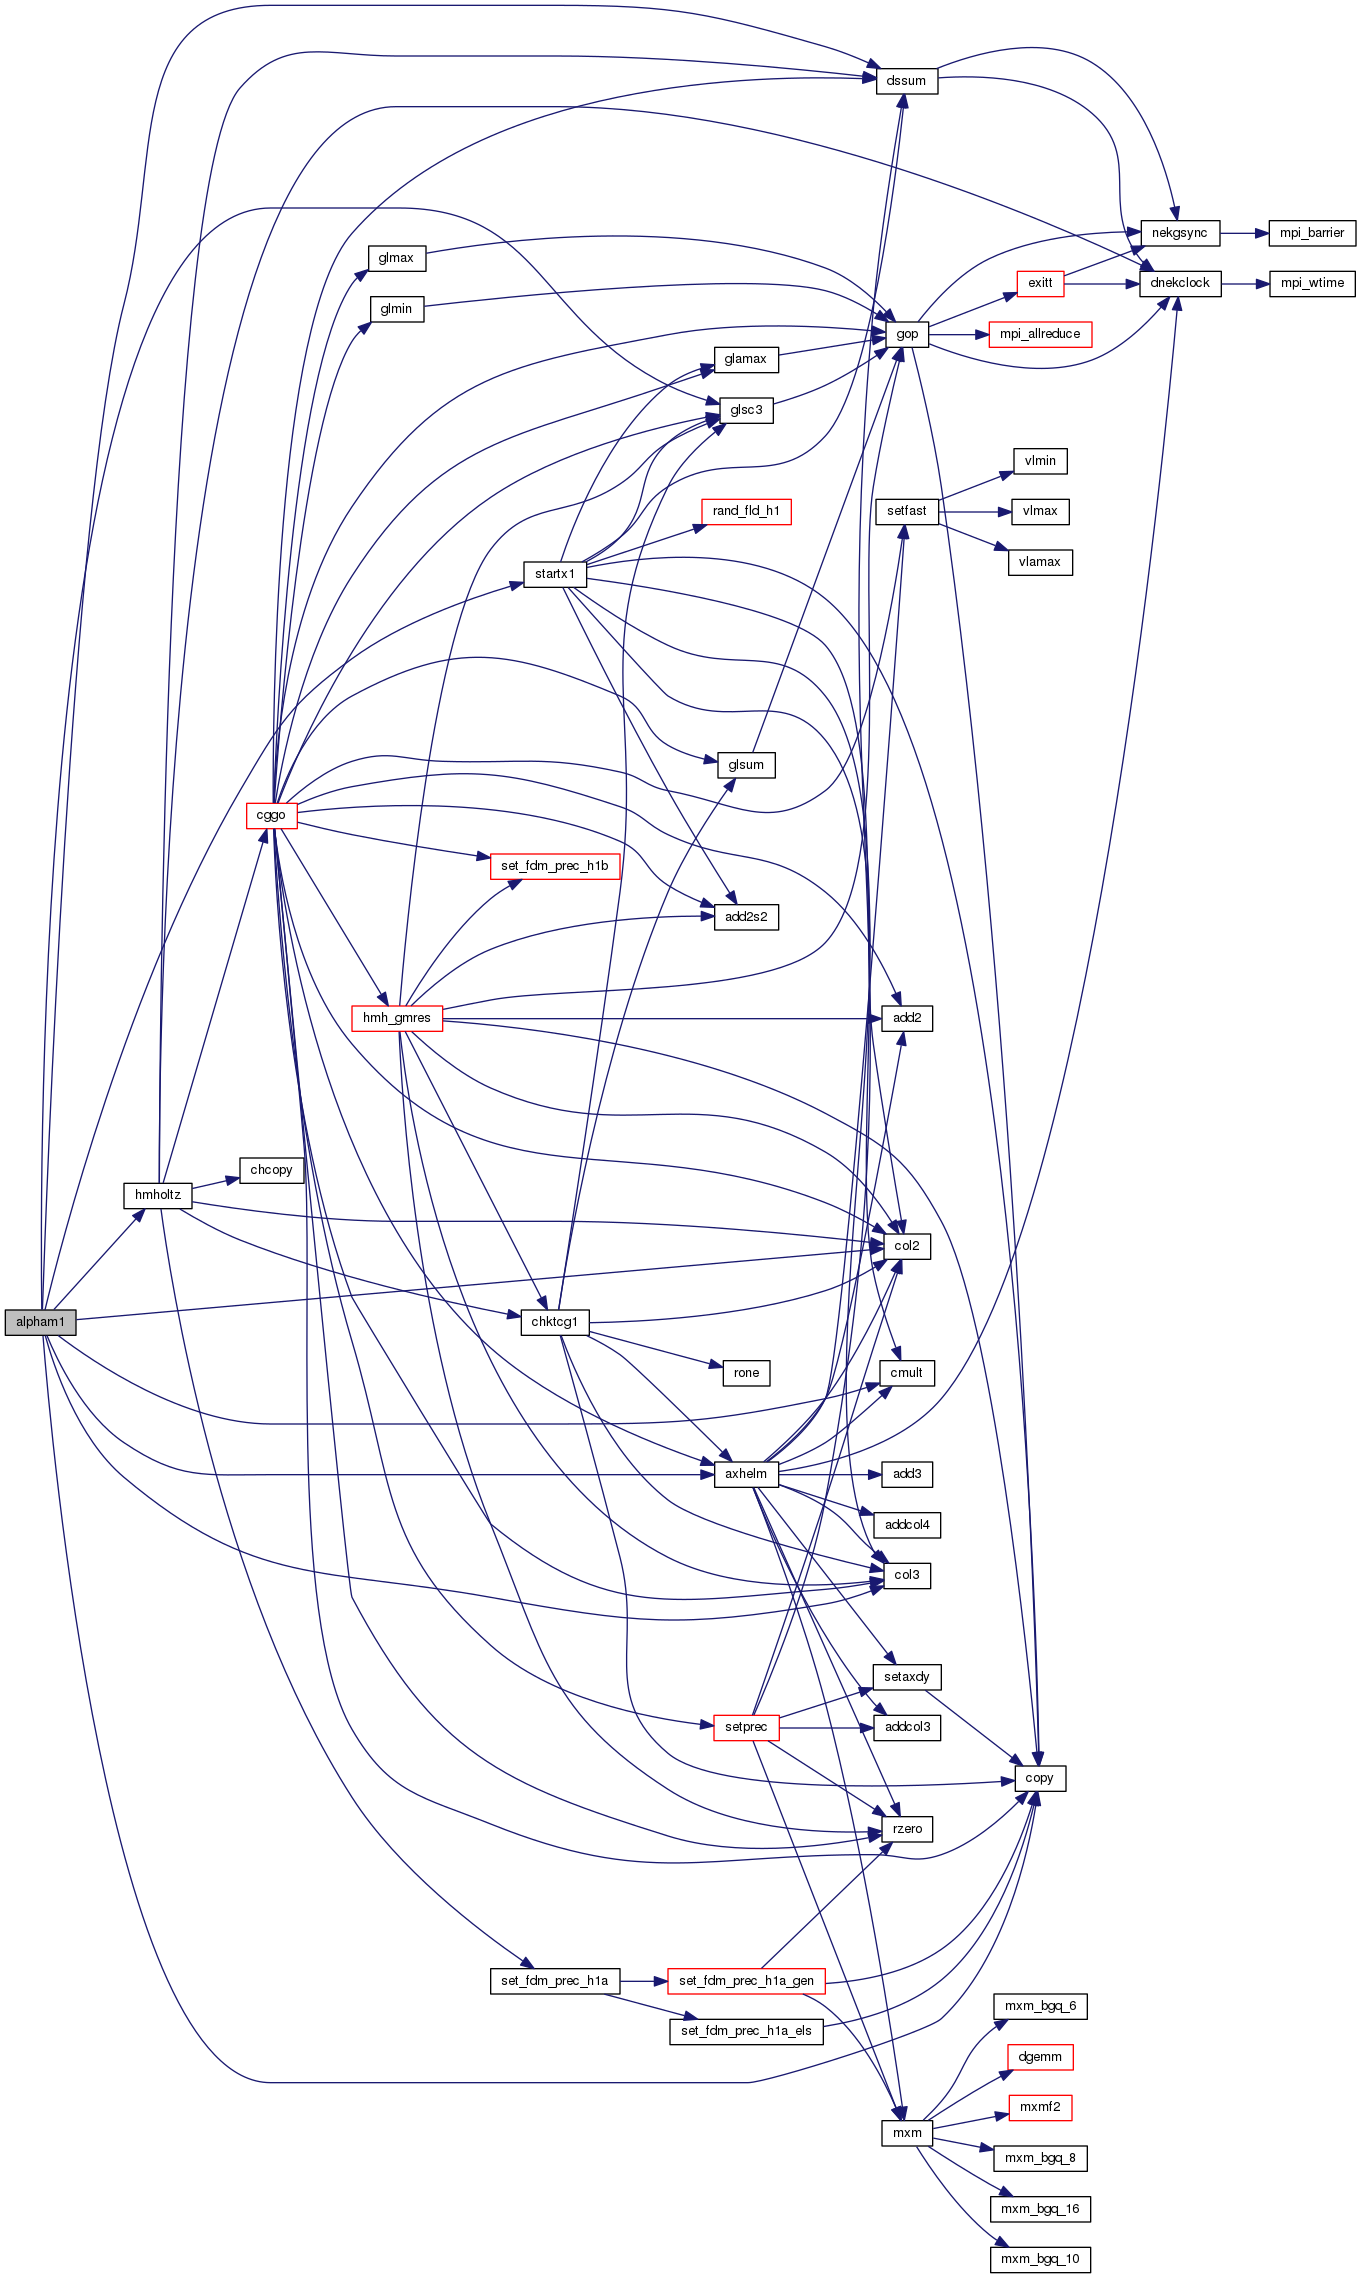 dssum
nekgsync
mpi_barrier
glmax
exitt
dnekclock
mpi_wtime
glmin
gop
mpi_allreduce
glamax
glsc3
vlmin
rand_fld_h1
setfast
vlmax
vlamax
startx1
glsum
cggo
set_fdm_prec_h1b
add2s2
hmh_gmres
add2
chcopy
hmholtz
col2
alpham1
chktcg1
rone
cmult
axhelm
add3
addcol4
col3
setaxdy
setprec
addcol3
copy
rzero
set_fdm_prec_h1a
set_fdm_prec_h1a_gen
mxm_bgq_6
set_fdm_prec_h1a_els
dgemm
mxmf2
mxm
mxm_bgq_8
mxm_bgq_16
mxm_bgq_10